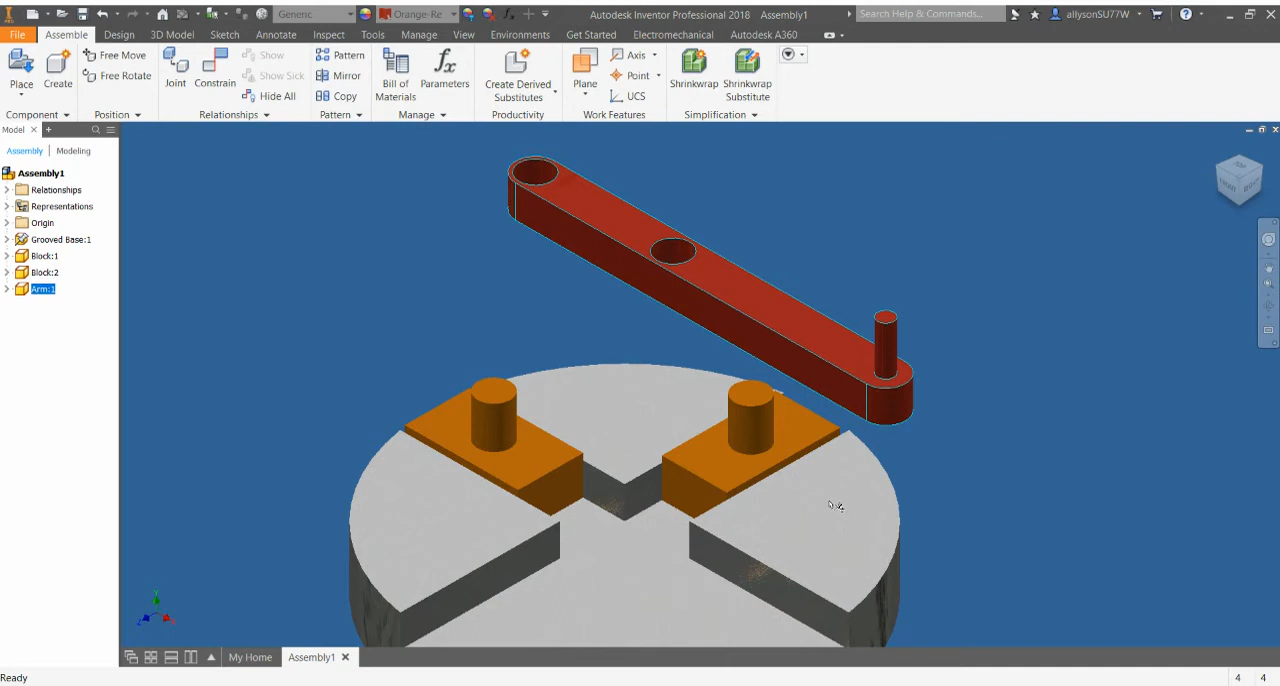 Generic
Orange-Re
Autodesk Inventor Professional 2018 Assembly1
Search Help & Commands...
allysonSU77W
File
Assemble
Design
3D Model
Sketch
Annotate
Inspect
Tools
Manage
View
Environments
Get Started
Electromechanical
Autodesk A360
Place
Create
Free Move
Free Rotate
Joint
Constrain
Show
Show Sick
Hide All
Pattern
Mirror
Copy
Bill of
Materials
Parameters
Create Derived
Substitutes
Plane
Axis
Point
UCS
Shrinkwrap
Shrinkwrap
Substitute
Component
Position
Relationships
Pattern
Manage
Productivity
Work Features
Simplification
Model
Assembly
Modeling
Assembly1
Relationships
Representations
Origin
Grooved Base:1
Block:1
Block:2
Arm:1
My Home
Assembly1
Ready
4 4